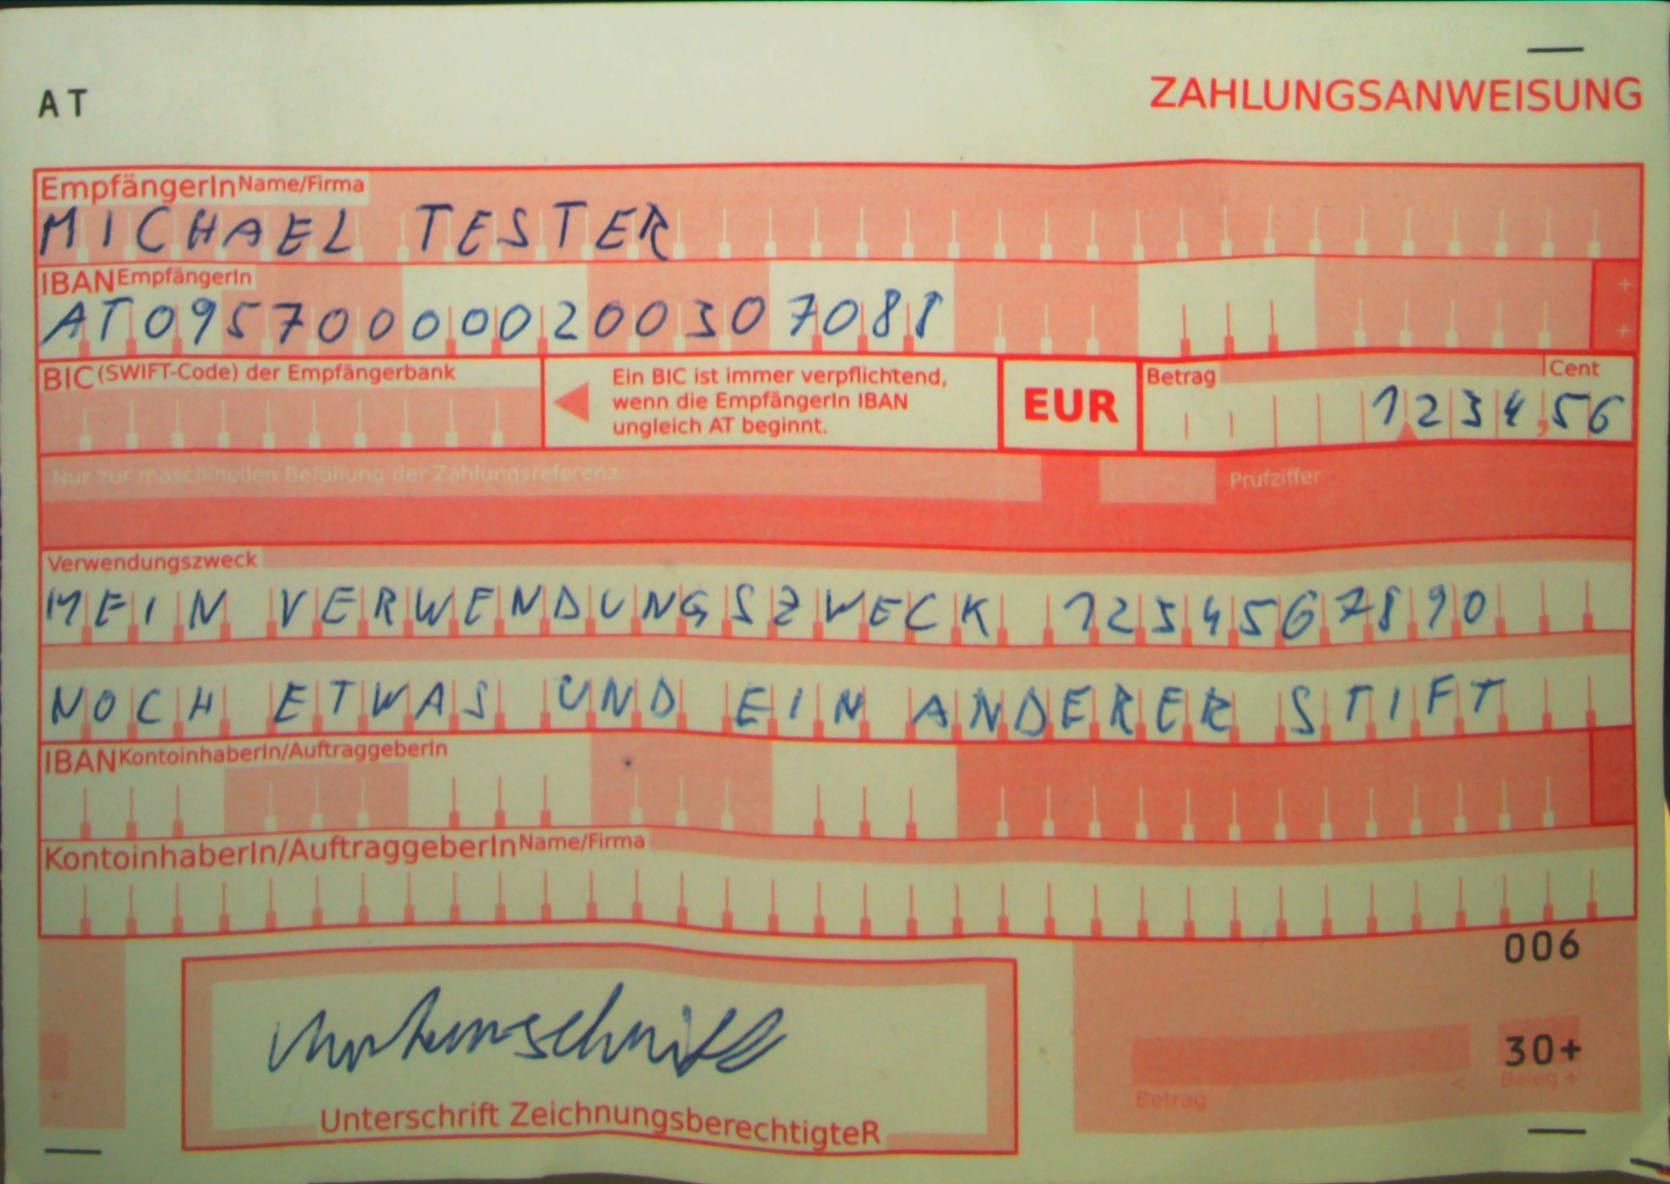 AT
ZAHLUNGSANWEISUNG
EmpfängerIn Name/Firma
MICHAEL TESTER
IBAN EmpfängerIn
AT09570000020030 7088
BIC (SWIFT-Code) der Empfängerbank
Ein BIC ist immer verpflichtend,
wenn die EmpfängerIn IBAN
ungleich AT beginnt.
EUR
Betrag
Cent
1234,56
Nur zur maschinellen Befüllung der Zahlungsreferenz
Prüfziffer
Verwendungszweck
MEIN VERWENDUNGSZWECK 1234567890
NOCH ETWAS UND EIN ANDERER STIFT
IBAN KontoinhaberIn/AuftraggeberIn
KontoinhaberIn/AuftraggeberIn Name/Firma
006
Unterschrift
30+
Betrag < Beleg +
Unterschrift ZeichnungsberechtigteR